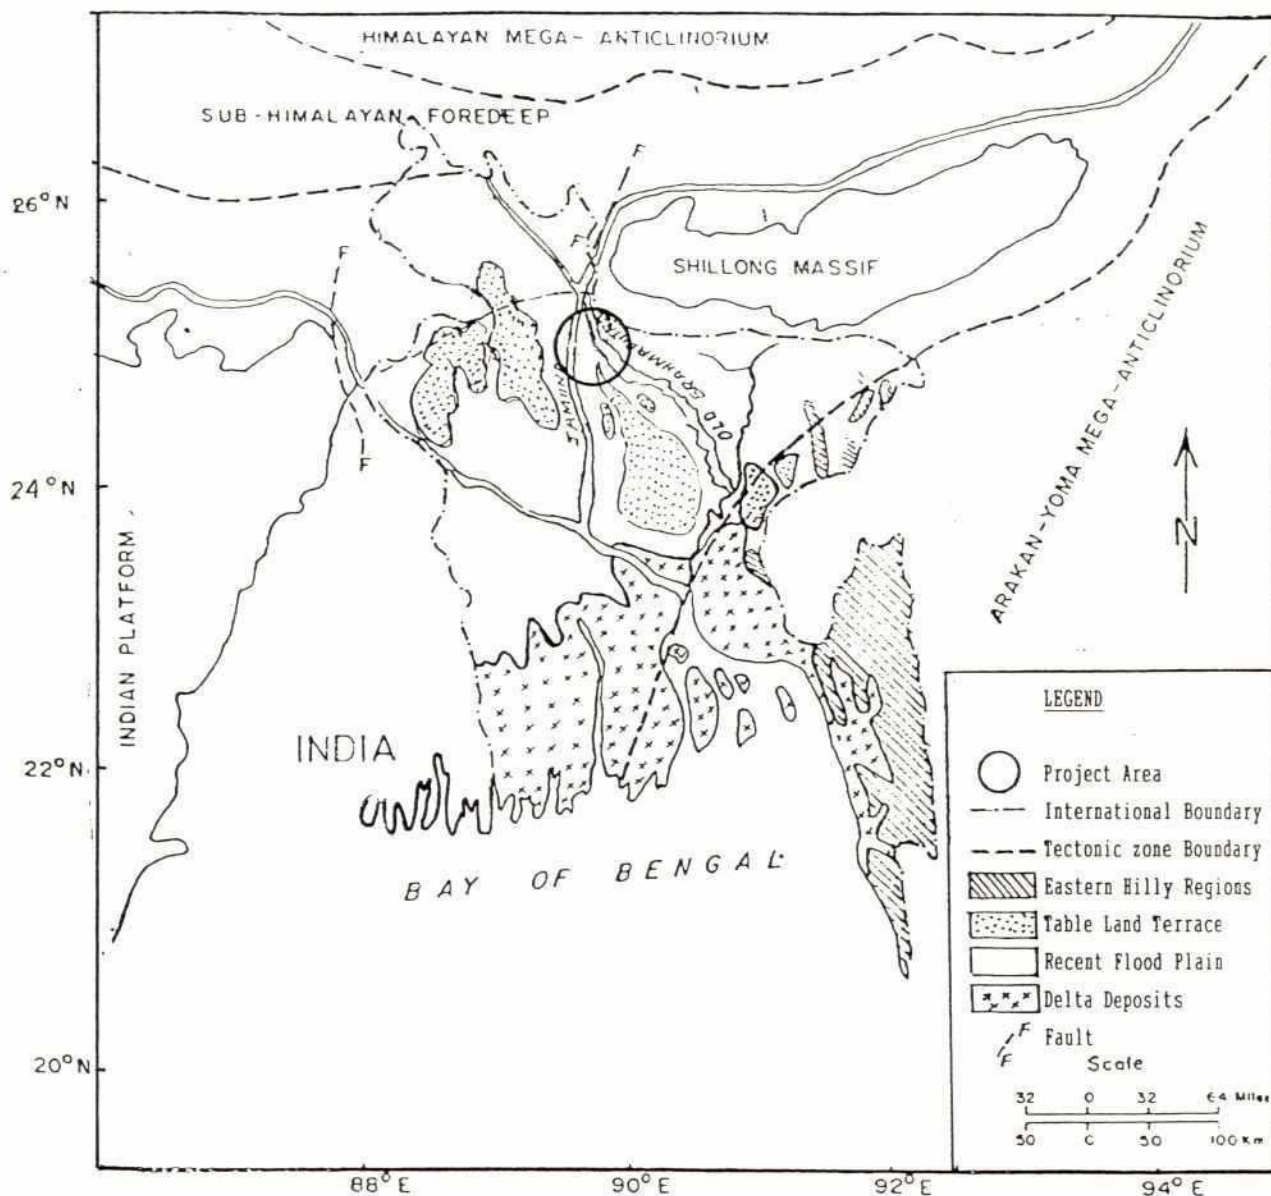 HIMALAYAN MEGA-ANTICLINORIUM
SUB-HIMALAYAN FOREDEEP
F
26°N
F
F
SHILLONG MASSIF
ARAKAN-YOMA MEGA-ANTICLINORIUM
JAMUNA
OLD BRAHMA
F
24°N
N
INDIAN PLATFORM
INDIA
22°N
BAY OF BENGAL
20°N
88°E
90°E
92°E
94°E
LEGEND
Project Area
International Boundary
Tectonic zone Boundary
Eastern Hilly Regions
Table Land Terrace
Recent Flood Plain
Delta Deposits
F
F
Fault
Scale
32 0 32 64 Miles
50 0 50 100 Km